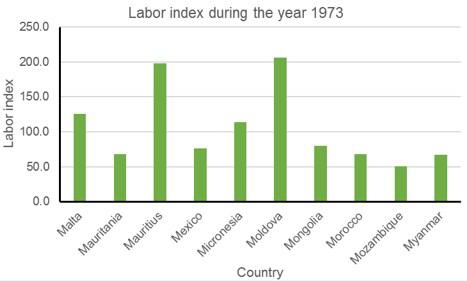 Labor index during the year 1973
Labor index
250.0
200.0
150.0
100.0
50.0
0.0
Malta
Mauritania
Mauritius
Mexico
Micronesia
Moldova
Mongolia
Morocco
Mozambique
Myanmar
Country